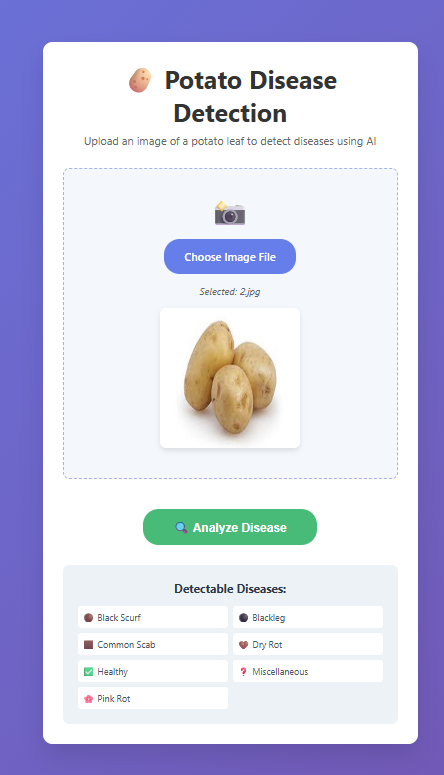 Potato Disease
Detection
Upload an image of a potato leaf to detect diseases using AI
Choose Image File
Selected: 2.jpg
Analyze Disease
Detectable Diseases:
Black Scurf
Blackleg
Common Scab
Dry Rot
Healthy
Miscellaneous
Pink Rot